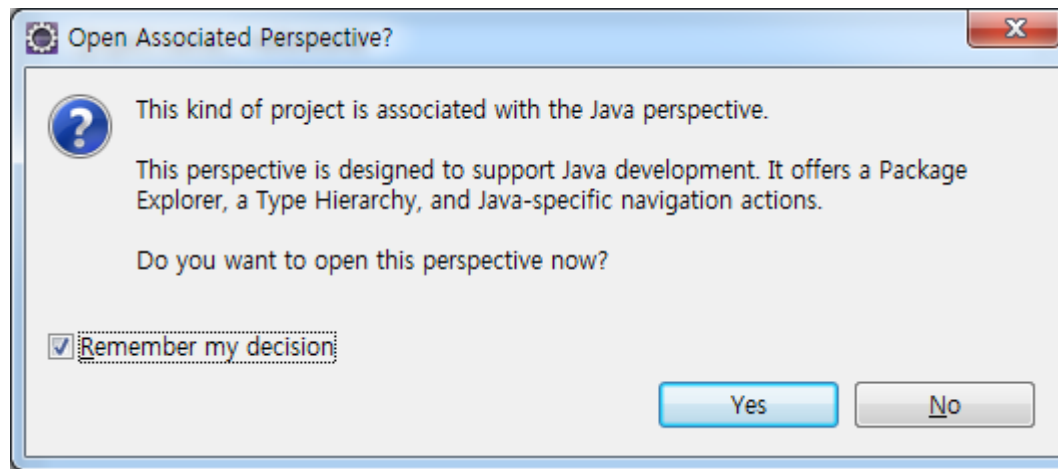 Open Associated Perspective?
This kind of project is associated with the Java perspective.
This perspective is designed to support Java development. It offers a Package
Explorer, a Type Hierarchy, and Java-specific navigation actions.
Do you want to open this perspective now?
Remember my decision
Yes
No